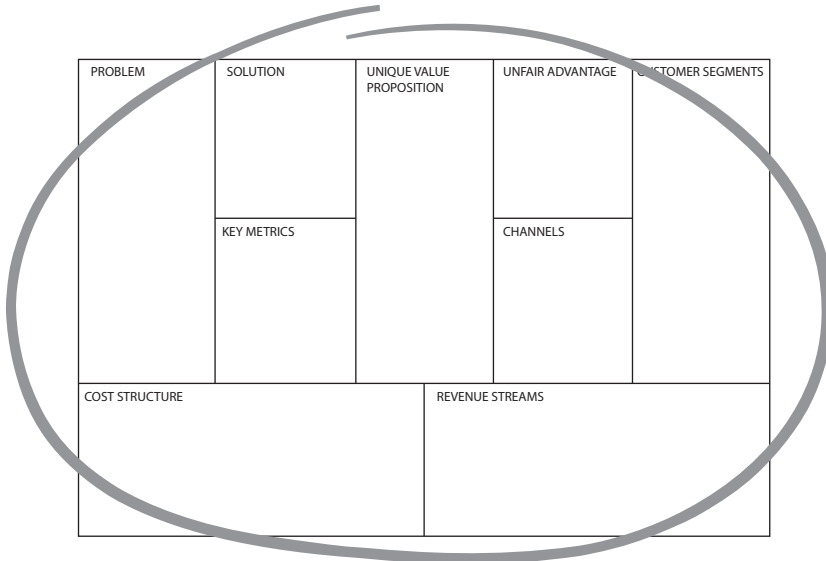 PROBLEM
SOLUTION
UNIQUE VALUE
PROPOSITION
UNFAIR ADVANTAGE
CUSTOMER SEGMENTS
KEY METRICS
CHANNELS
COST STRUCTURE
REVENUE STREAMS